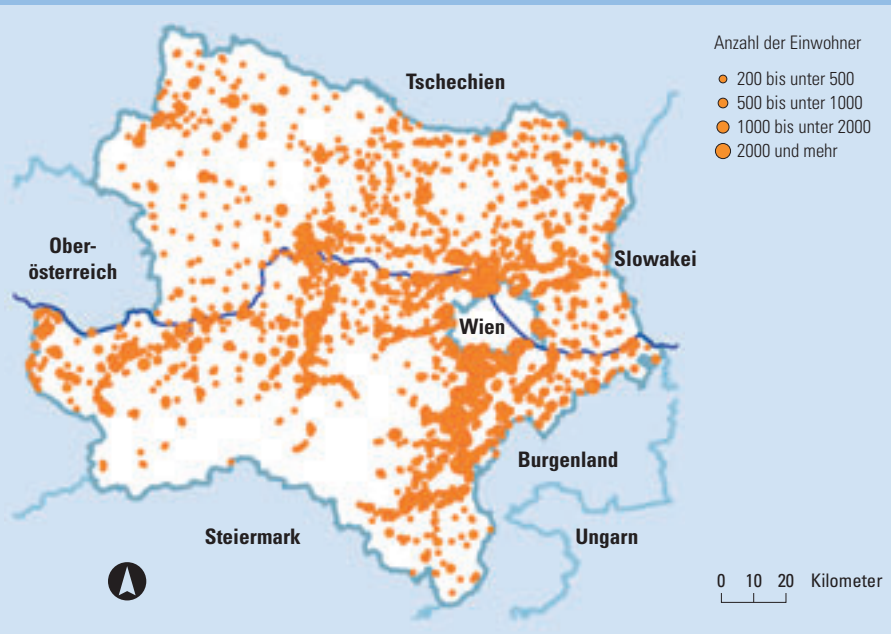 Anzahl der Einwohner
200 bis unter 500
500 bis unter 1000
1000 bis unter 2000
2000 und mehr
Tschechien
Ober-
österreich
Slowakei
Wien
Burgenland
Steiermark
Ungarn
0 10 20 Kilometer